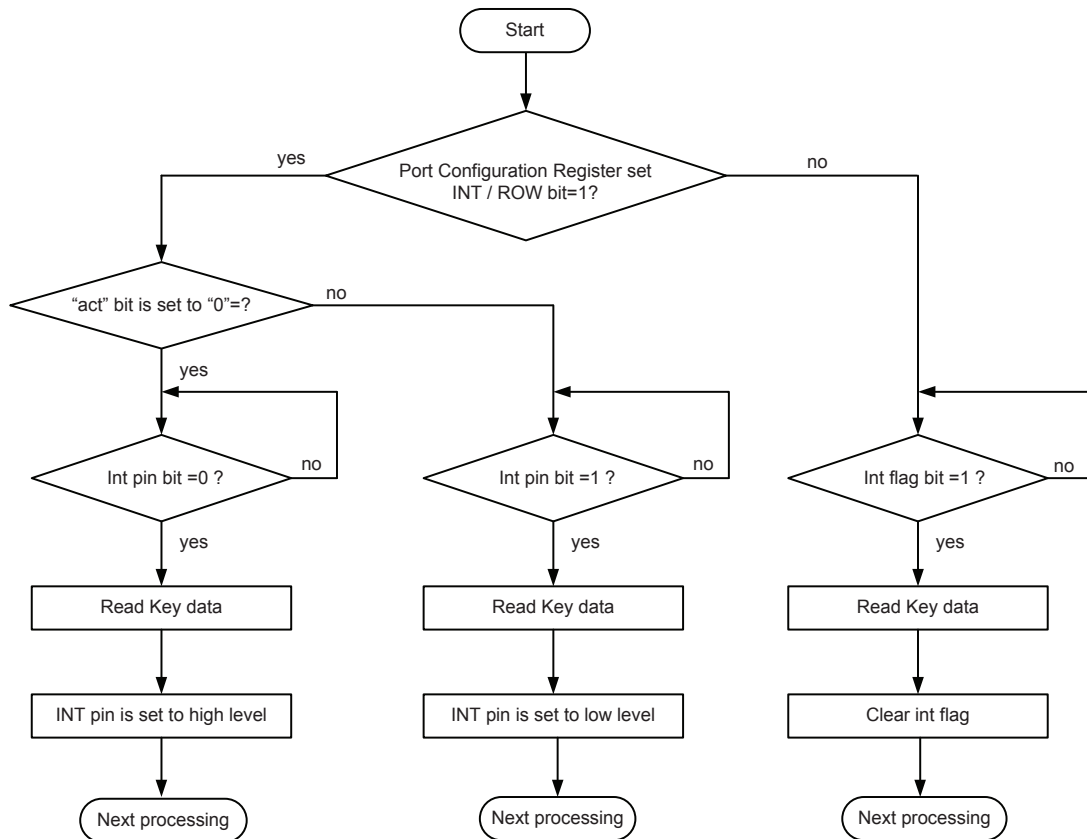 Start
yes
Port Configuration Register set
INT / ROW bit=1?
no
“act” bit is set to “0”=?
no
yes
Int pin bit =0 ?
no
Int pin bit =1 ?
no
Int flag bit =1 ?
no
yes
yes
yes
Read Key data
Read Key data
Read Key data
INT pin is set to high level
INT pin is set to low level
Clear int flag
Next processing
Next processing
Next processing